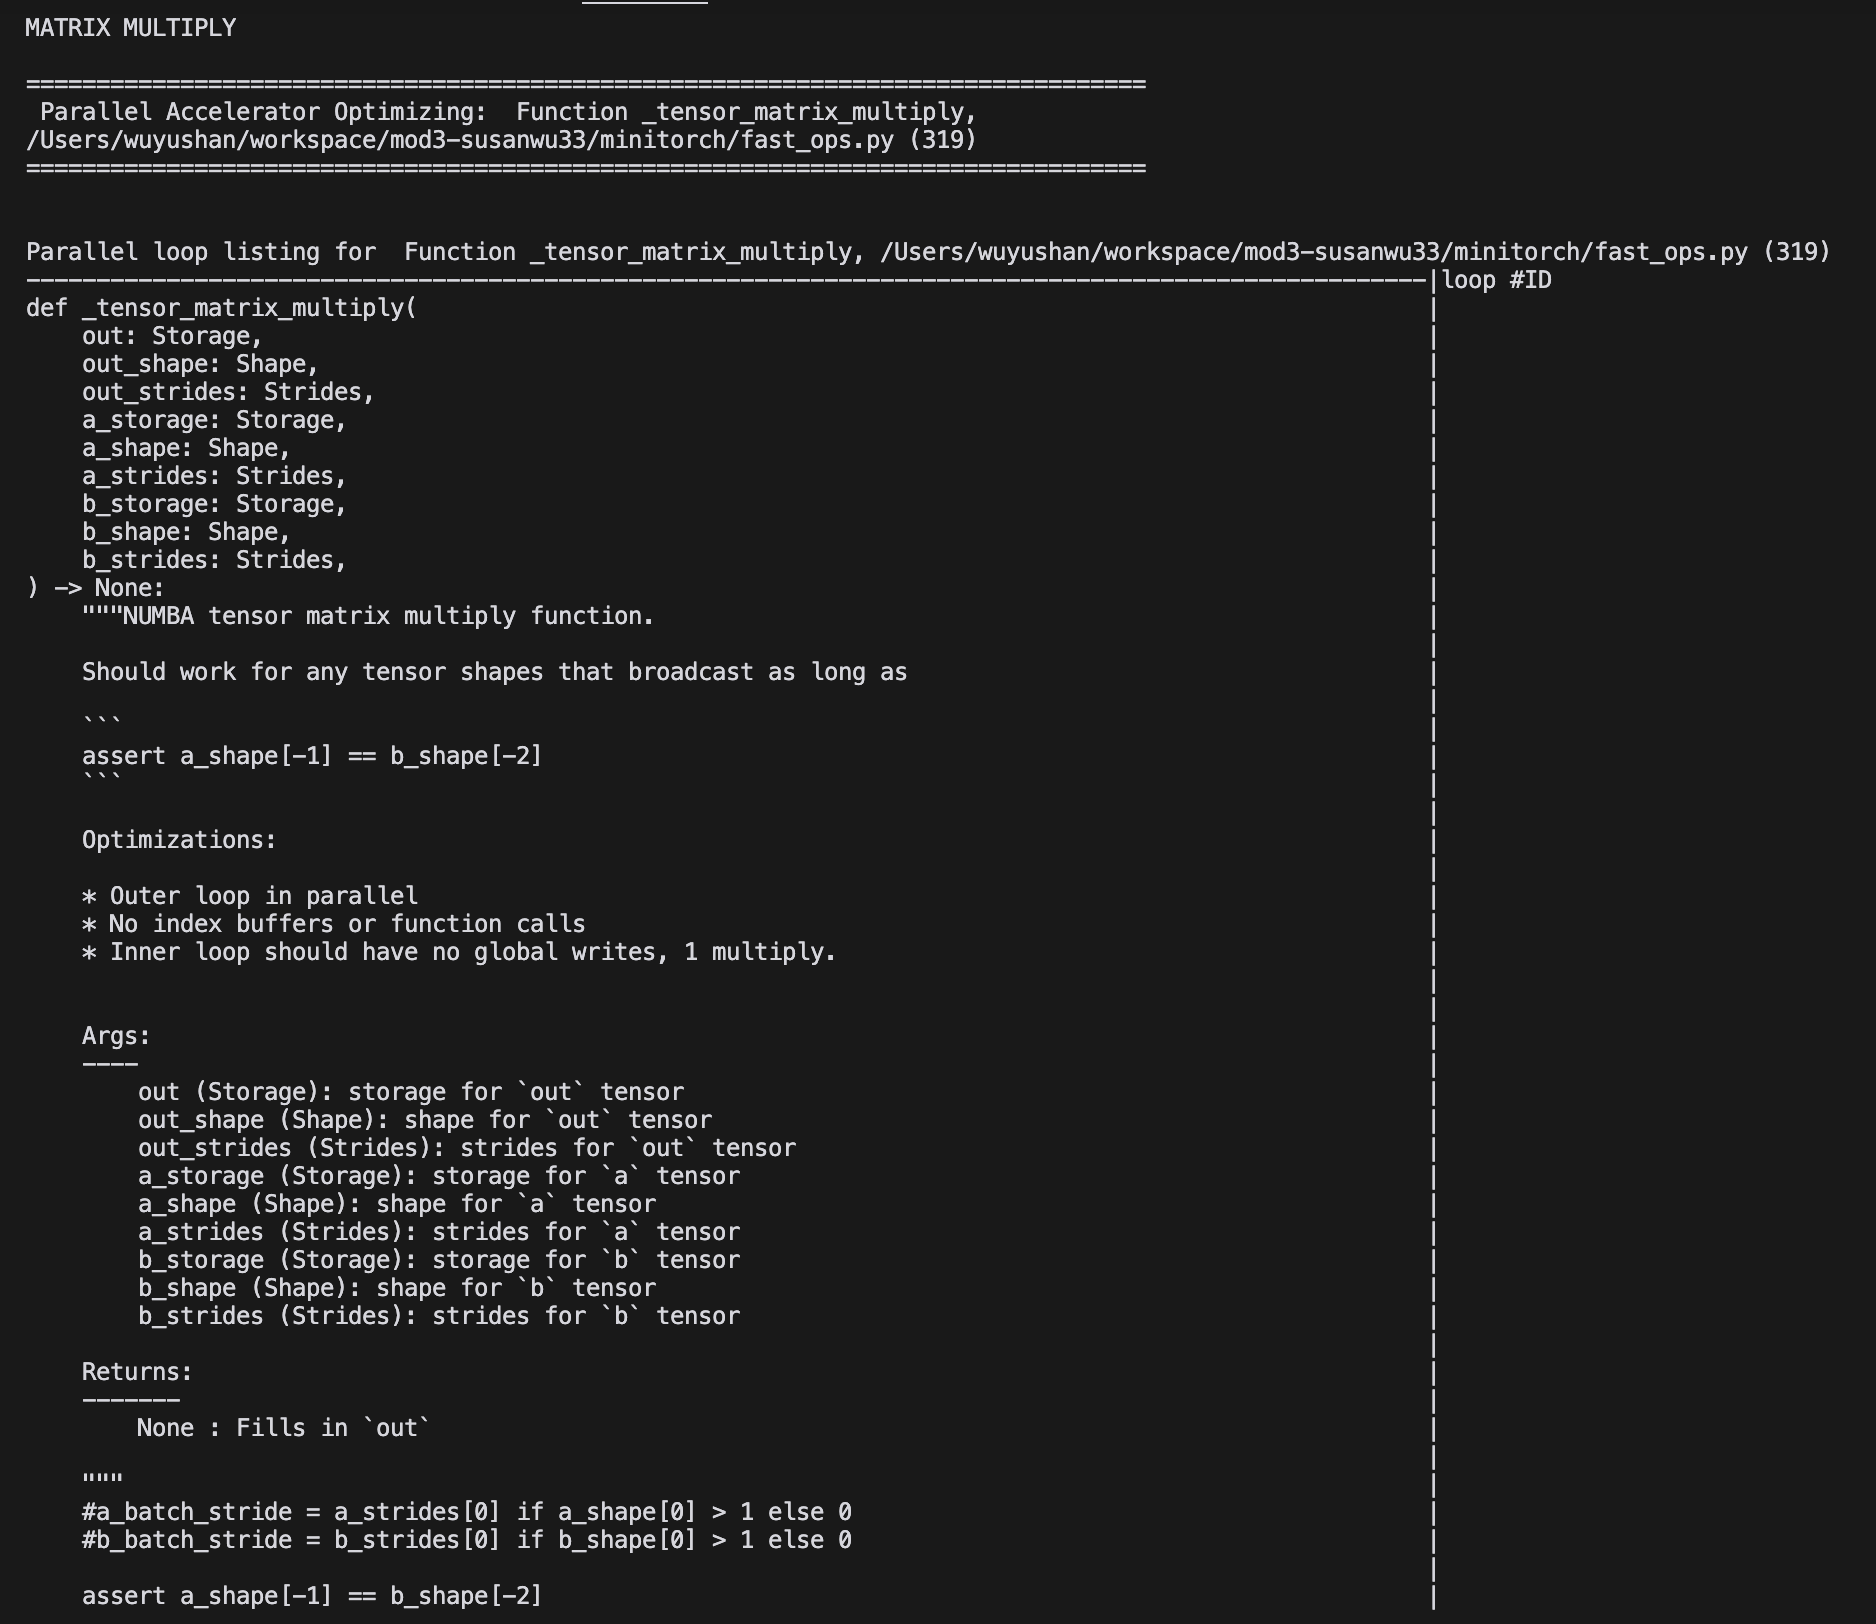 MATRIX MULTIPLY
================================================================================
 Parallel Accelerator Optimizing:  Function _tensor_matrix_multiply,
/Users/wuyushan/workspace/mod3-susanwu33/minitorch/fast_ops.py (319)
================================================================================
Parallel loop listing for  Function _tensor_matrix_multiply, /Users/wuyushan/workspace/mod3-susanwu33/minitorch/fast_ops.py (319)
----------------------------------------------------------------------------------------------------|loop #ID
def _tensor_matrix_multiply(                                                                        |
    out: Storage,                                                                                   |
    out_shape: Shape,                                                                               |
    out_strides: Strides,                                                                           |
    a_storage: Storage,                                                                             |
    a_shape: Shape,                                                                                 |
    a_strides: Strides,                                                                             |
    b_storage: Storage,                                                                             |
    b_shape: Shape,                                                                                 |
    b_strides: Strides,                                                                             |
) -> None:                                                                                          |
    """NUMBA tensor matrix multiply function.                                                       |
                                                                                                    |
    Should work for any tensor shapes that broadcast as long as                                     |
                                                                                                    |
    ```                                                                                             |
    assert a_shape[-1] == b_shape[-2]                                                               |
    ```                                                                                             |
                                                                                                    |
    Optimizations:                                                                                  |
                                                                                                    |
    * Outer loop in parallel                                                                        |
    * No index buffers or function calls                                                            |
    * Inner loop should have no global writes, 1 multiply.                                          |
                                                                                                    |
                                                                                                    |
    Args:                                                                                           |
    ----                                                                                            |
        out (Storage): storage for `out` tensor                                                     |
        out_shape (Shape): shape for `out` tensor                                                   |
        out_strides (Strides): strides for `out` tensor                                             |
        a_storage (Storage): storage for `a` tensor                                                 |
        a_shape (Shape): shape for `a` tensor                                                       |
        a_strides (Strides): strides for `a` tensor                                                 |
        b_storage (Storage): storage for `b` tensor                                                 |
        b_shape (Shape): shape for `b` tensor                                                       |
        b_strides (Strides): strides for `b` tensor                                                 |
                                                                                                    |
    Returns:                                                                                        |
    -------                                                                                         |
        None : Fills in `out`                                                                       |
                                                                                                    |
    """                                                                                             |
    #a_batch_stride = a_strides[0] if a_shape[0] > 1 else 0                                         |
    #b_batch_stride = b_strides[0] if b_shape[0] > 1 else 0                                         |
                                                                                                    |
    assert a_shape[-1] == b_shape[-2]                                                               |